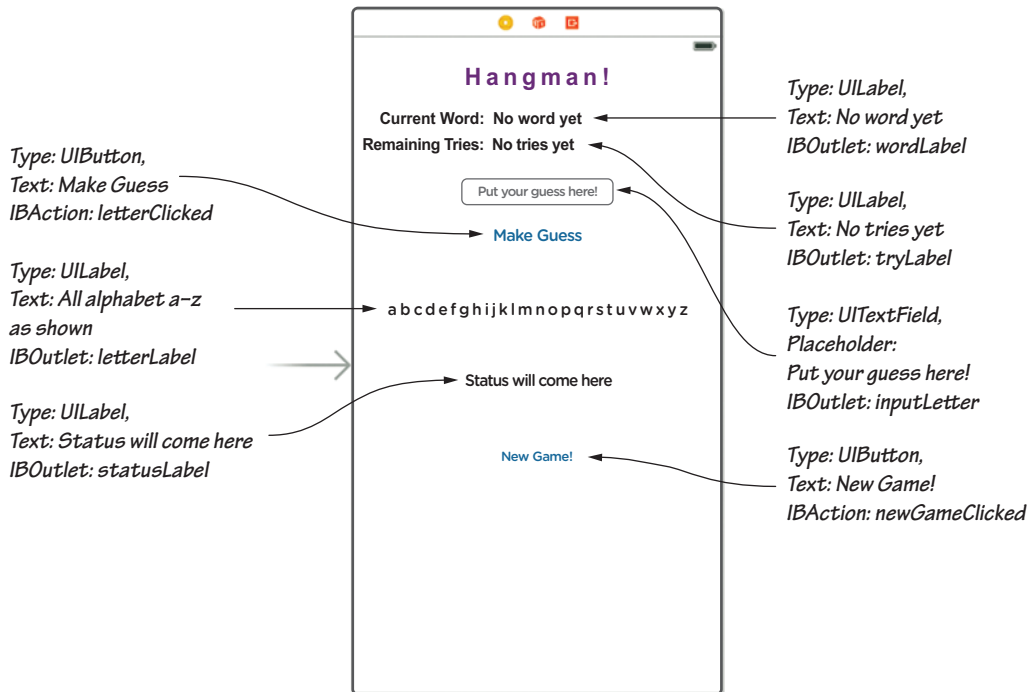 Hangman!
Current Word: No word yet
Remaining Tries: No tries yet
Put your guess here!
Make Guess
a b c d e f g h i j k l m n o p q r s t u v w x y z
Status will come here
New Game!
Type: UIButton,
Text: Make Guess
IBAction: letterClicked
Type: UILabel,
Text: All alphabet a–z
as shown
IBOutlet: letterLabel
Type: UILabel,
Text: Status will come here
IBOutlet: statusLabel
Type: UILabel,
Text: No word yet
IBOutlet: wordLabel
Type: UILabel,
Text: No tries yet
IBOutlet: tryLabel
Type: UITextField,
Placeholder:
Put your guess here!
IBOutlet: inputLetter
Type: UIButton,
Text: New Game!
IBAction: newGameClicked